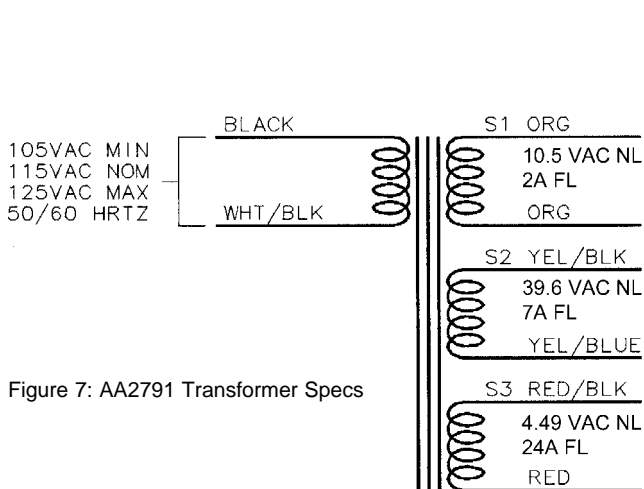 BLACK
105VAC MIN
115VAC NOM
125VAC MAX
50/60 HRTZ
WHT/BLK
S1 ORG
10.5 VAC NL
2A FL
ORG
S2 YEL/BLK
39.6 VAC NL
7A FL
YEL/BLUE
S3 RED/BLK
4.49 VAC NL
24A FL
RED
Figure 7: AA2791 Transformer Specs